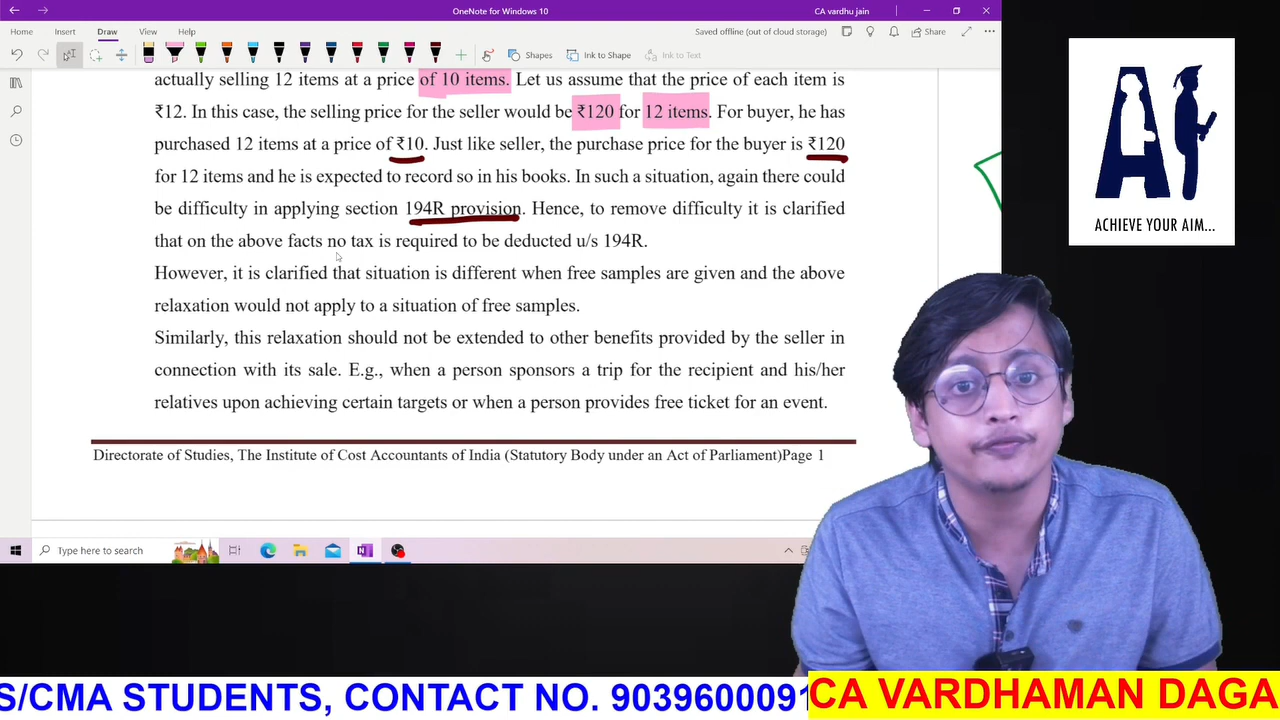 OneNote for Windows 10
CA vardhu jain
Home Insert Draw View Help
Saved offline (out of cloud storage) Share
Shapes Ink to Shape Ink to Text
actually selling 12 items at a price of 10 items. Let us assume that the price of each item is
₹12. In this case, the selling price for the seller would be ₹120 for 12 items. For buyer, he has
purchased 12 items at a price of ₹10. Just like seller, the purchase price for the buyer is ₹120
for 12 items and he is expected to record so in his books. In such a situation, again there could
be difficulty in applying section 194R provision. Hence, to remove difficulty it is clarified
that on the above facts no tax is required to be deducted u/s 194R.
However, it is clarified that situation is different when free samples are given and the above
relaxation would not apply to a situation of free samples.
Similarly, this relaxation should not be extended to other benefits provided by the seller in
connection with its sale. E.g., when a person sponsors a trip for the recipient and his/her
relatives upon achieving certain targets or when a person provides free ticket for an event.
Directorate of Studies, The Institute of Cost Accountants of India (Statutory Body under an Act of Parliament)Page 1
Type here to search
A
ACHIEVE YOUR AIM...
S/CMA STUDENTS, CONTACT NO. 9039600091
CA VARDHAMAN DAGA